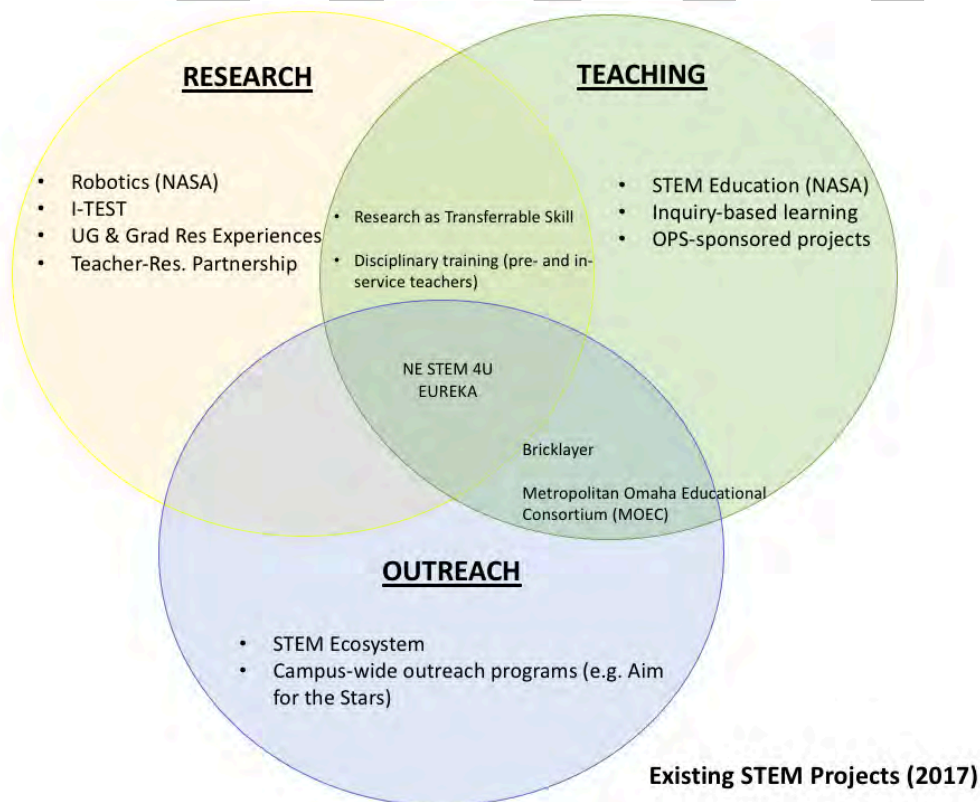 RESEARCH
• Robotics (NASA)
• I-TEST
• UG & Grad Res Experiences
• Teacher-Res. Partnership
TEACHING
• STEM Education (NASA)
• Inquiry-based learning
• OPS-sponsored projects
• Research as Transferrable Skill
• Disciplinary training (pre- and in-
service teachers)
NE STEM 4U
EUREKA
Bricklayer
Metropolitan Omaha Educational
Consortium (MOEC)
OUTREACH
• STEM Ecosystem
• Campus-wide outreach programs (e.g. Aim
for the Stars)
Existing STEM Projects (2017)